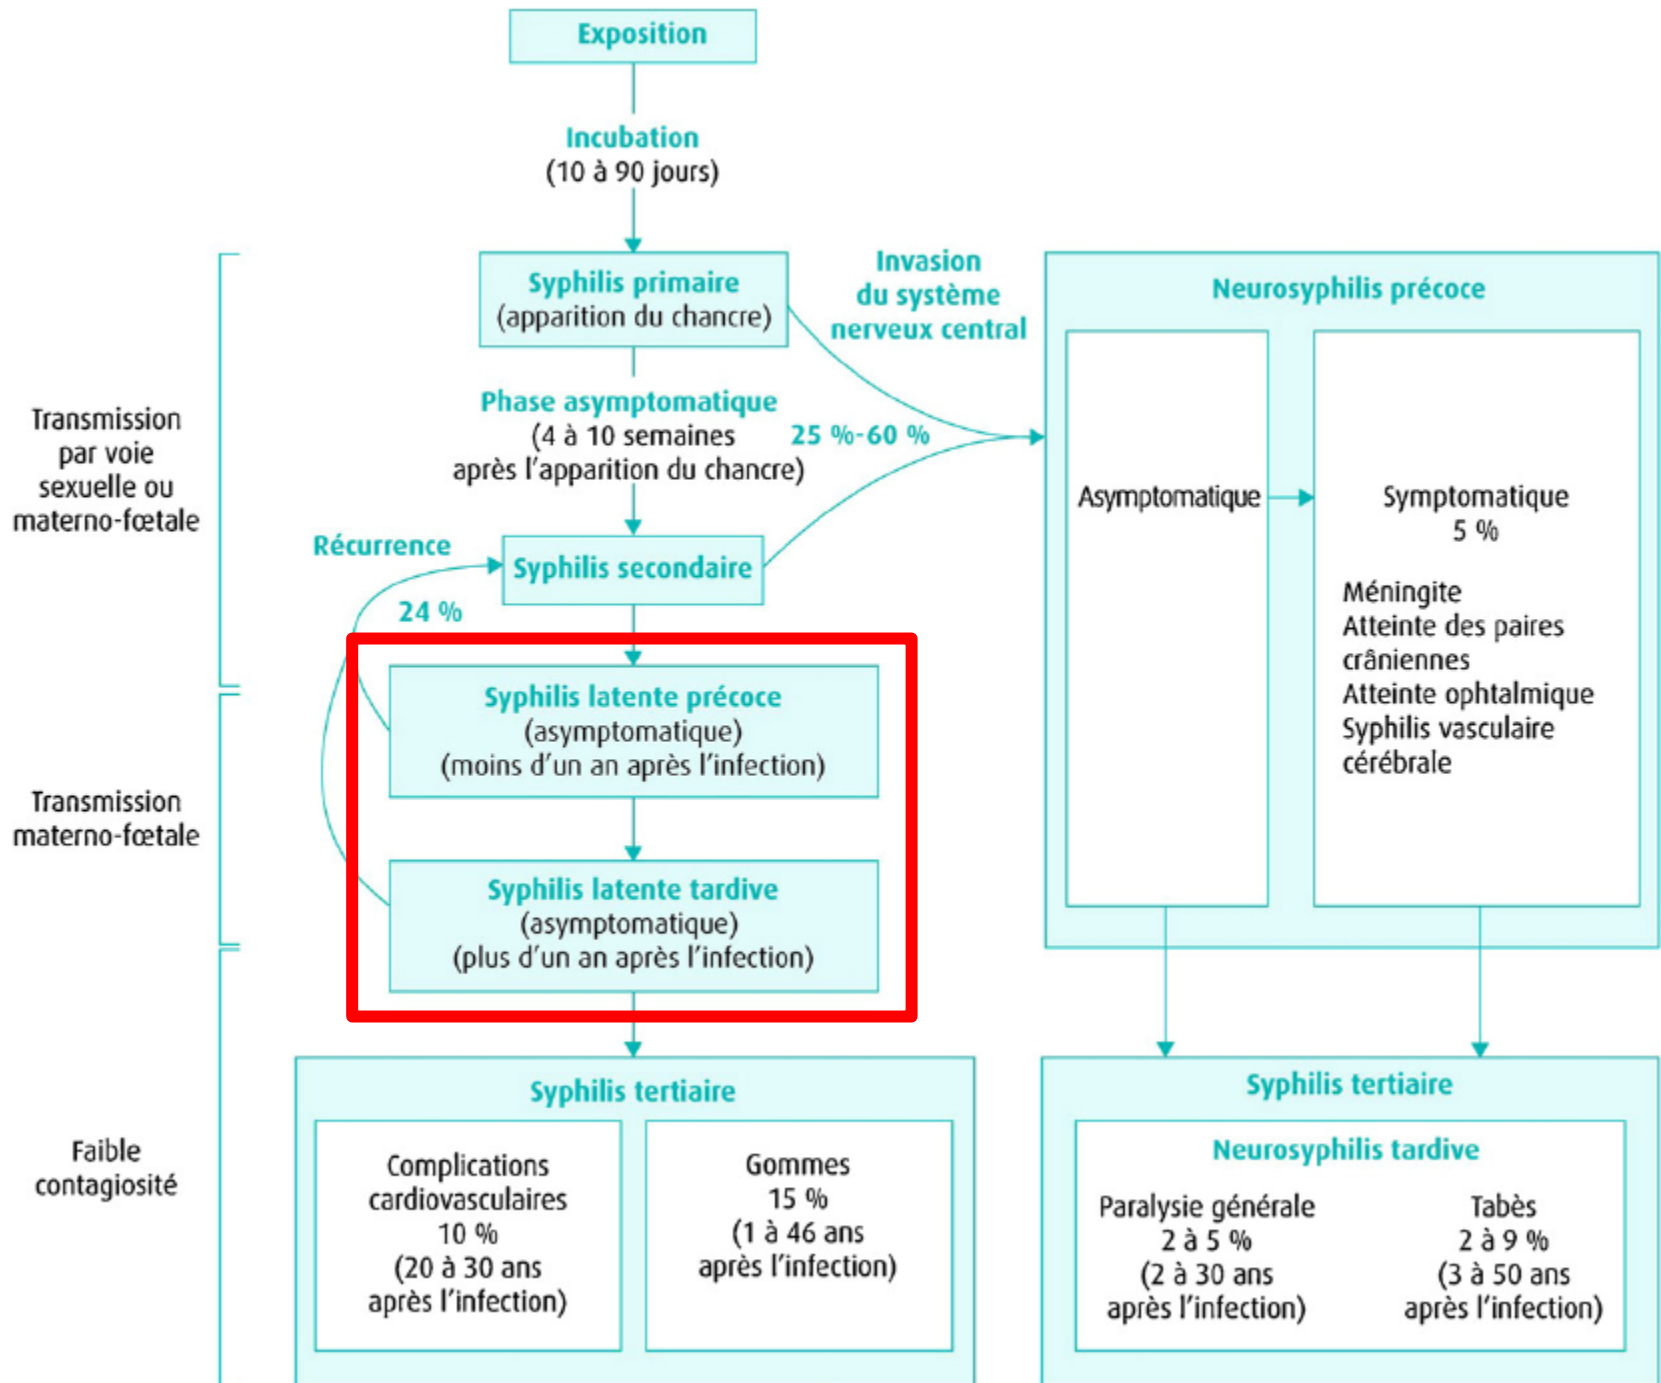 Exposition
Incubation
(10 à 90 jours)
Syphilis primaire
(apparition du chancre)
Invasion
du système
nerveux central
Phase asymptomatique
(4 à 10 semaines
après l'apparition du chancre)
25 %-60 %
Récurrence
24 %
Syphilis secondaire
Syphilis latente précoce
(asymptomatique)
(moins d'un an après l'infection)
Syphilis latente tardive
(asymptomatique)
(plus d'un an après l'infection)
Transmission
par voie
sexuelle ou
materno-fœtale
Transmission
materno-fœtale
Faible
contagiosité
Neurosyphilis précoce
Asymptomatique
Symptomatique
5 %
Méningite
Atteinte des paires
crâniennes
Atteinte ophtalmique
Syphilis vasculaire
cérébrale
Syphilis tertiaire
Complications
cardiovasculaires
10 %
(20 à 30 ans
après l'infection)
Gommes
15 %
(1 à 46 ans
après l'infection)
Syphilis tertiaire
Neurosyphilis tardive
Paralysie générale
2 à 5 %
(2 à 30 ans
après l'infection)
Tabès
2 à 9 %
(3 à 50 ans
après l'infection)